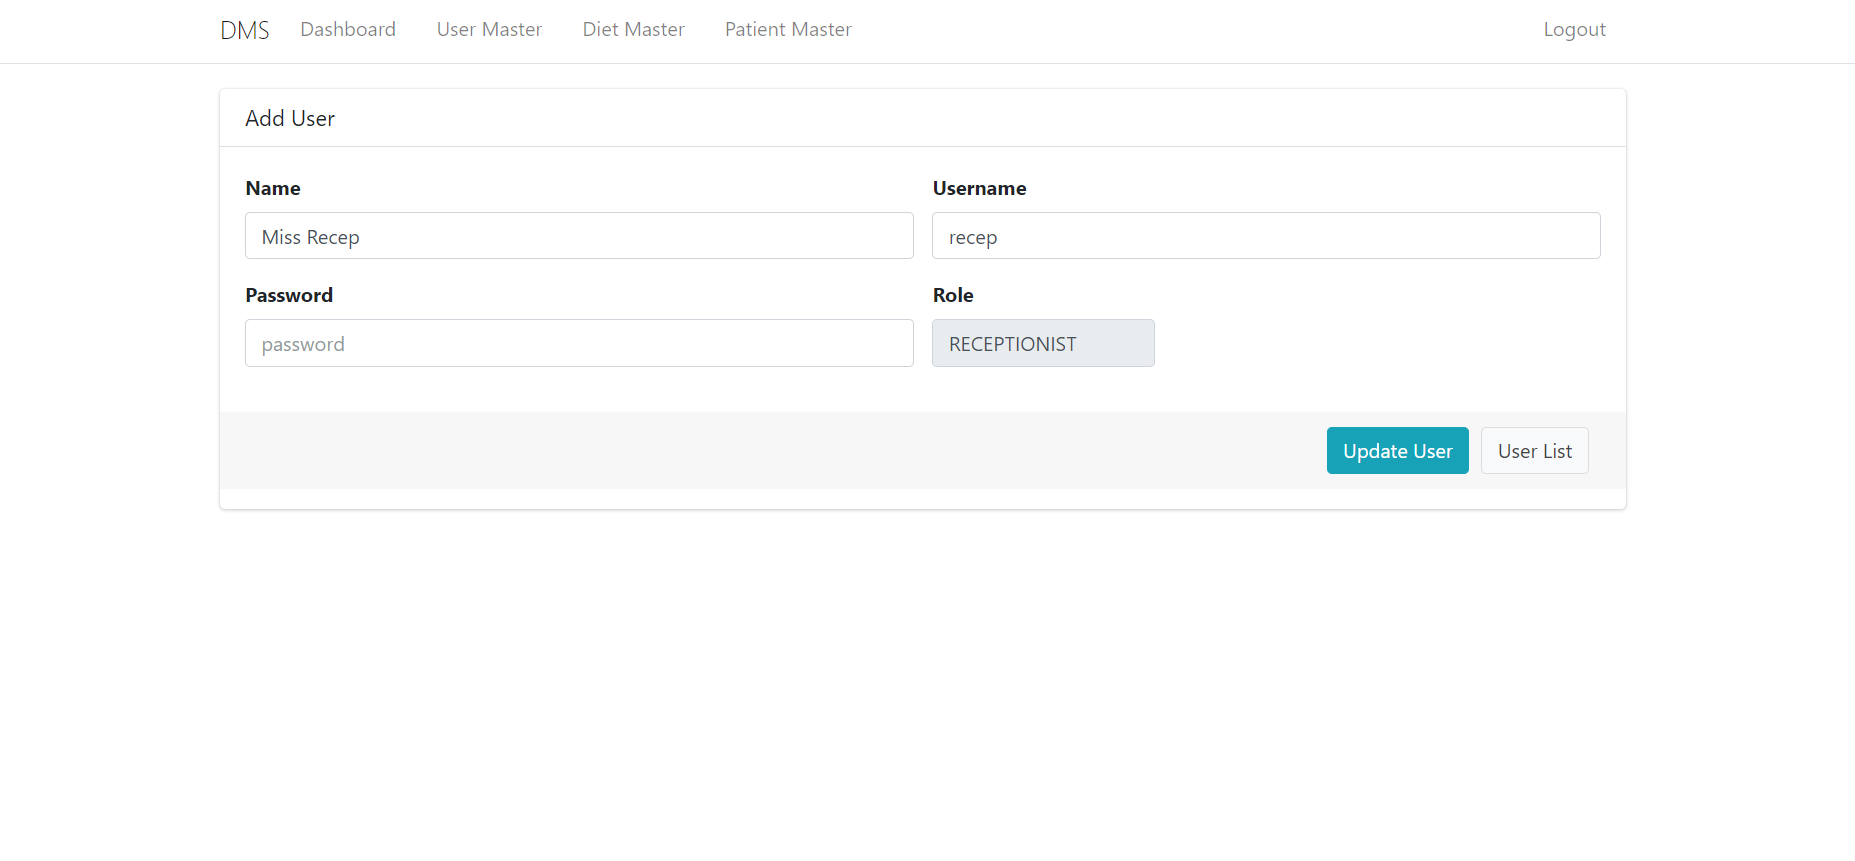 DMS Dashboard User Master Diet Master Patient Master Logout
Add User
Name Username
Miss Recep recep
Password Role
password RECEPTIONIST
Update User User List